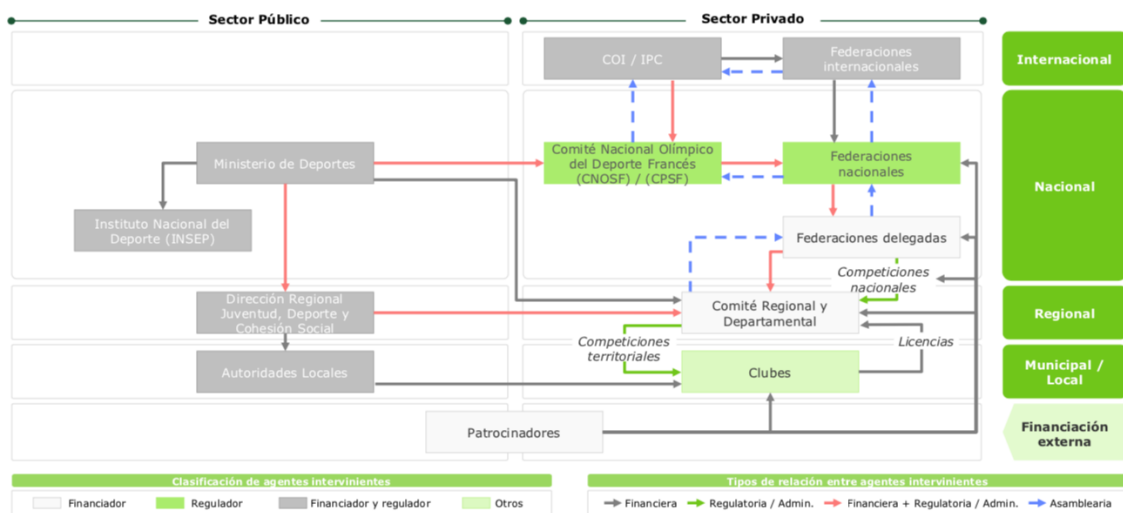 Sector Público
Sector Privado
COI / IPC
Federaciones
internacionales
Internacional
Ministerio de Deportes
Comité Nacional Olímpico
del Deporte Francés
(CNOSF) / (CPSF)
Federaciones
nacionales
Nacional
Instituto Nacional del
Deporte (INSEP)
Federaciones delegadas
Competiciones
nacionales
Dirección Regional
Juventud, Deporte y
Cohesión Social
Comité Regional y
Departamental
Regional
Competiciones
territoriales
Licencias
Autoridades Locales
Clubes
Municipal /
Local
Patrocinadores
Financiación
externa
Clasificación de agentes intervinientes
Financiador
Regulador
Financiador y regulador
Otros
Tipos de relación entre agentes intervinientes
Financiera
Regulatoria / Admin.
Financiera + Regulatoria / Admin.
Asamblearia